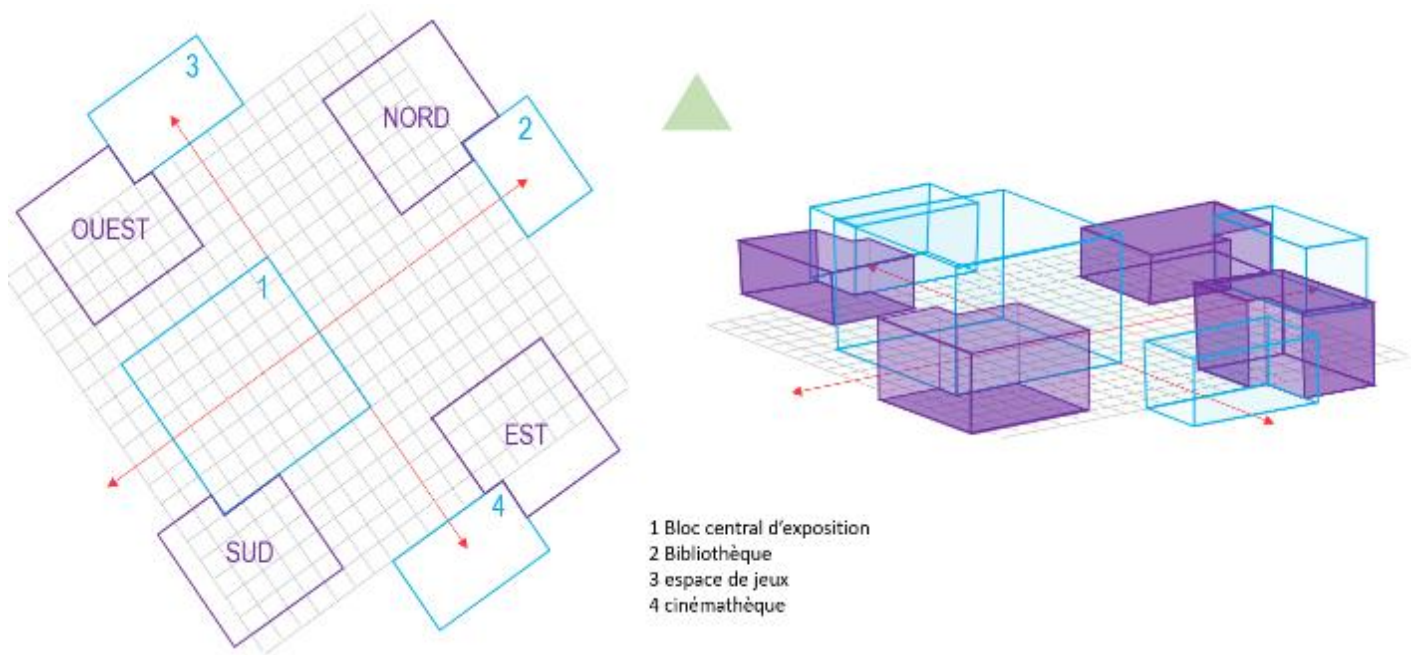 3
NORD
2
OUEST
1
EST
4
SUD
1 Bloc central d'exposition
2 Bibliothèque
3 espace de jeux
4 cinémathèque